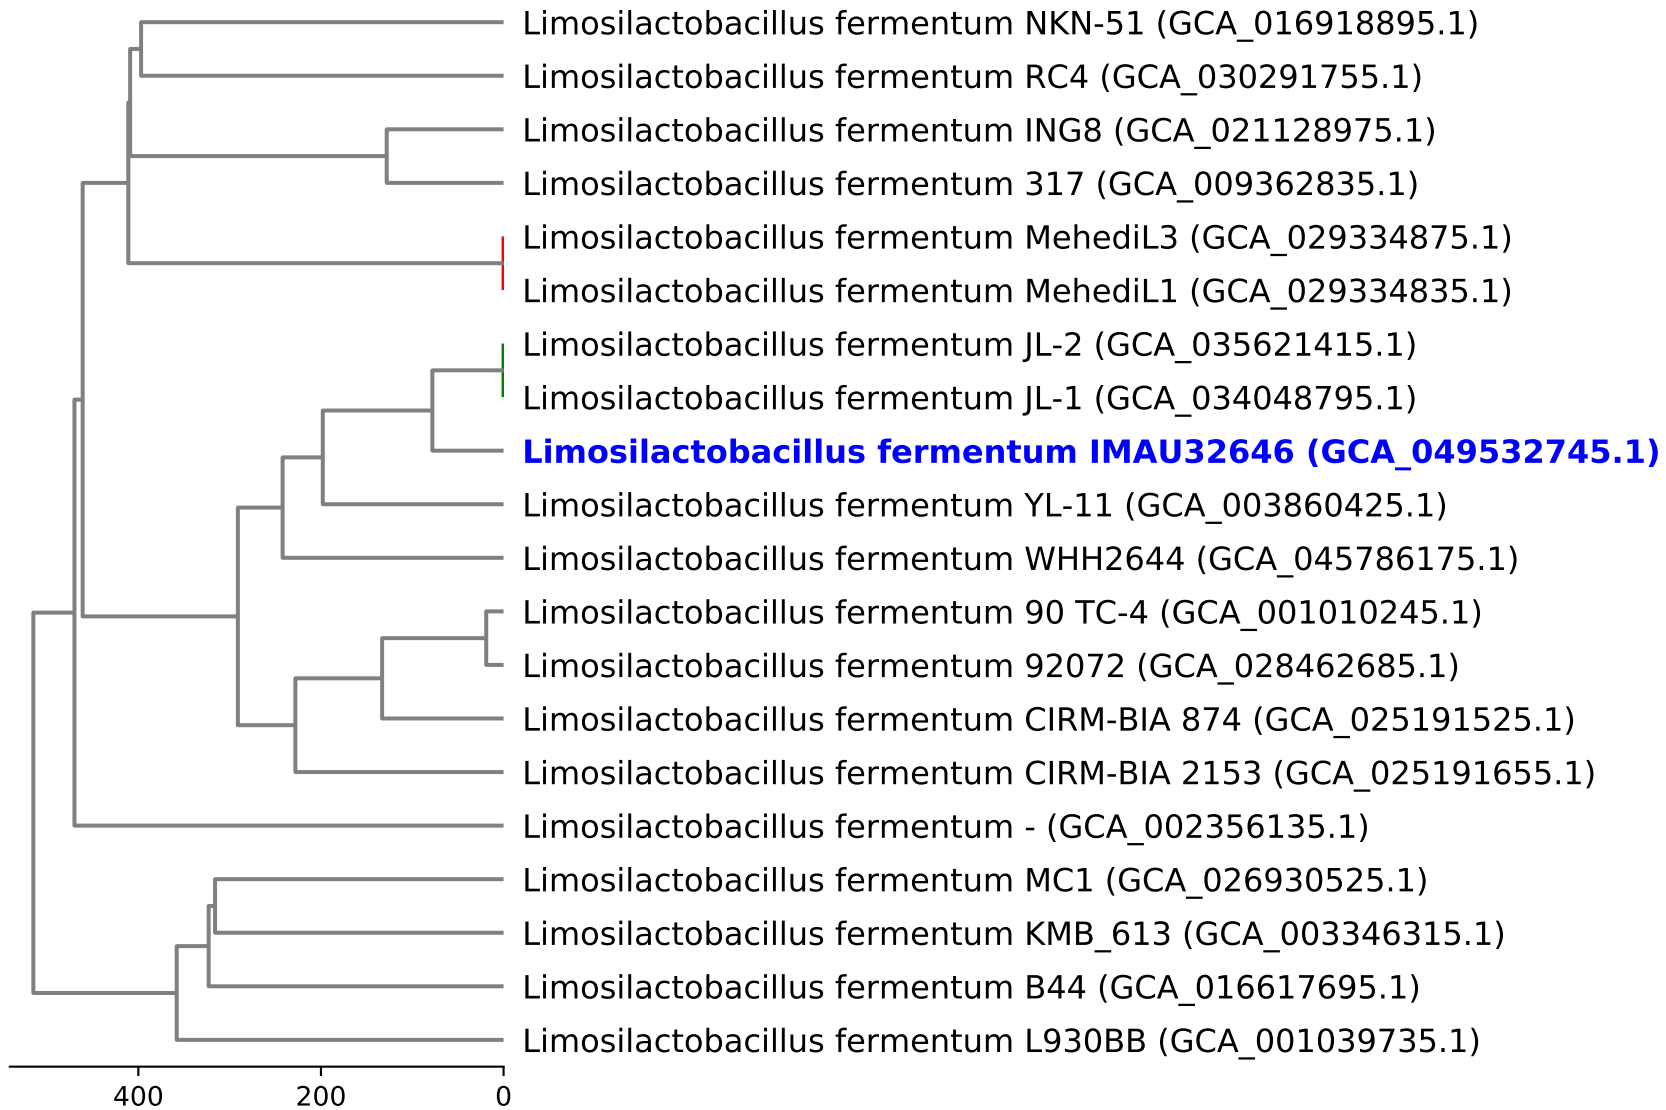 Limosilactobacillus fermentum NKN-51 (GCA_016918895.1)
Limosilactobacillus fermentum RC4 (GCA_030291755.1)
Limosilactobacillus fermentum ING8 (GCA_021128975.1)
Limosilactobacillus fermentum 317 (GCA_009362835.1)
Limosilactobacillus fermentum MehediL3 (GCA_029334875.1)
Limosilactobacillus fermentum MehediL1 (GCA_029334835.1)
Limosilactobacillus fermentum JL-2 (GCA_035621415.1)
Limosilactobacillus fermentum JL-1 (GCA_034048795.1)
Limosilactobacillus fermentum IMAU32646 (GCA_049532745.1)
Limosilactobacillus fermentum YL-11 (GCA_003860425.1)
Limosilactobacillus fermentum WHH2644 (GCA_045786175.1)
Limosilactobacillus fermentum 90 TC-4 (GCA_001010245.1)
Limosilactobacillus fermentum 92072 (GCA_028462685.1)
Limosilactobacillus fermentum CIRM-BIA 874 (GCA_025191525.1)
Limosilactobacillus fermentum CIRM-BIA 2153 (GCA_025191655.1)
Limosilactobacillus fermentum - (GCA_002356135.1)
Limosilactobacillus fermentum MC1 (GCA_026930525.1)
Limosilactobacillus fermentum KMB_613 (GCA_003346315.1)
Limosilactobacillus fermentum B44 (GCA_016617695.1)
Limosilactobacillus fermentum L930BB (GCA_001039735.1)
400 200 0